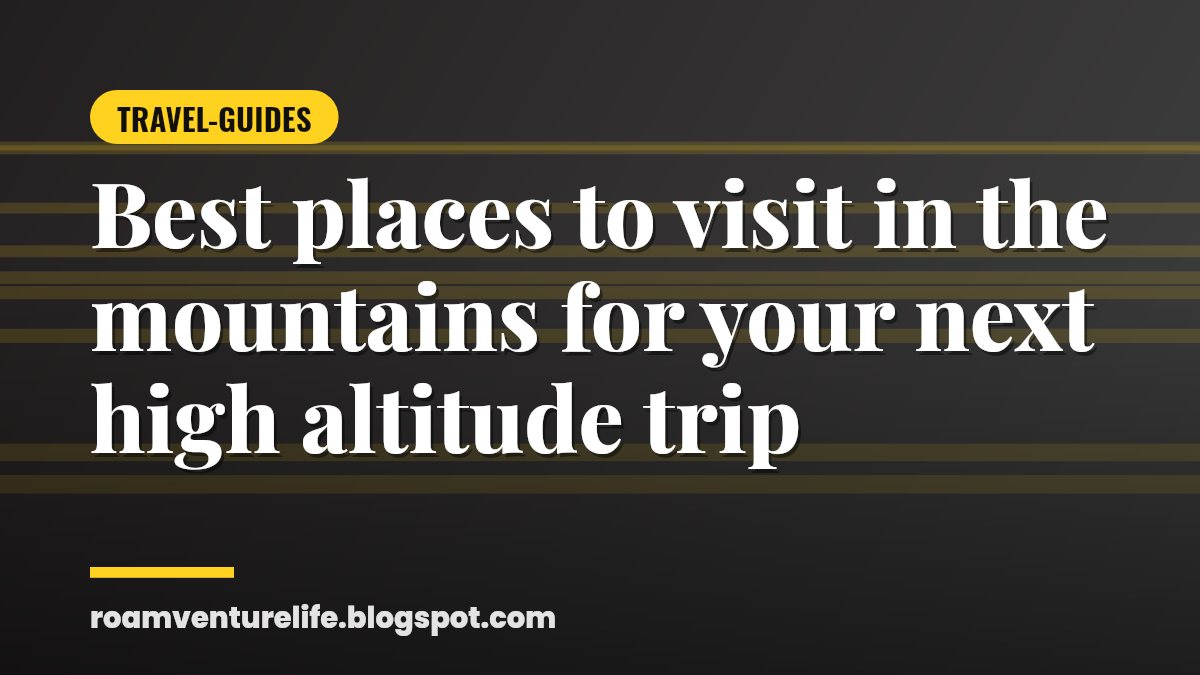 TRAVEL-GUIDES
Best places to visit in the
mountains for your next
high altitude trip
roamventurelife.blogspot.com